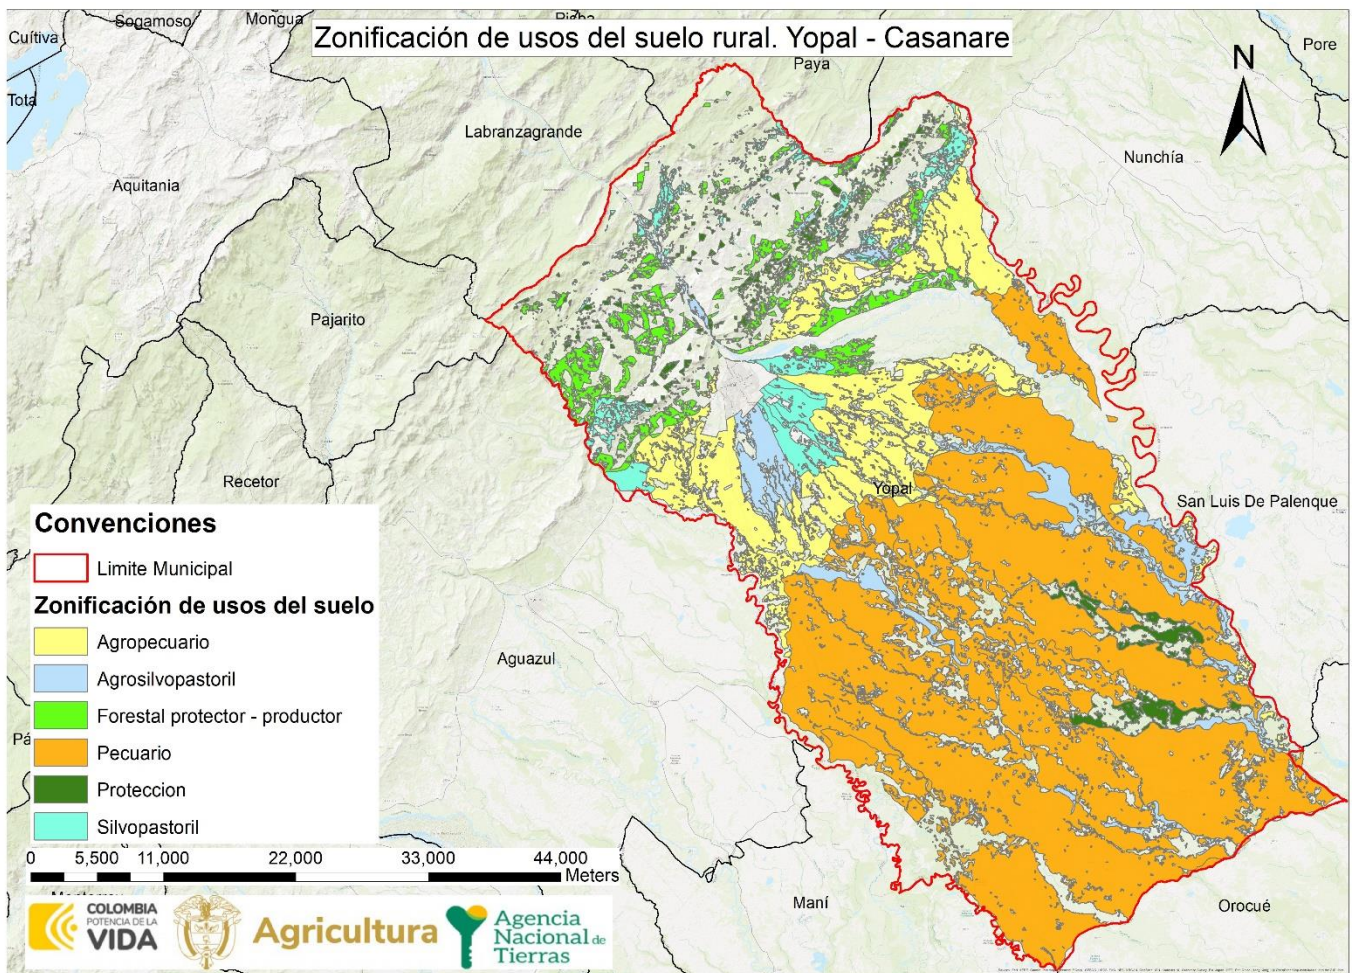 Zonificación de usos del suelo rural. Yopal - Casanare
Sogamoso
Mongua
Cuítiva
Pore
Paya
N
Tota
Labranzagrande
Nunchía
Aquitania
Pajarito
Recetor
Yopal
San Luis De Palenque
Convenciones
Limite Municipal
Zonificación de usos del suelo
Agropecuario
Agrosilvopastoril
Forestal protector - productor
Pecuario
Proteccion
Silvopastoril
Aguazul
0 5,500 11,000 22,000 33,000 44,000
Meters
Maní
Orocué
COLOMBIA
POTENCIA DE LA
VIDA
Agricultura
Agencia
Nacional de
Tierras